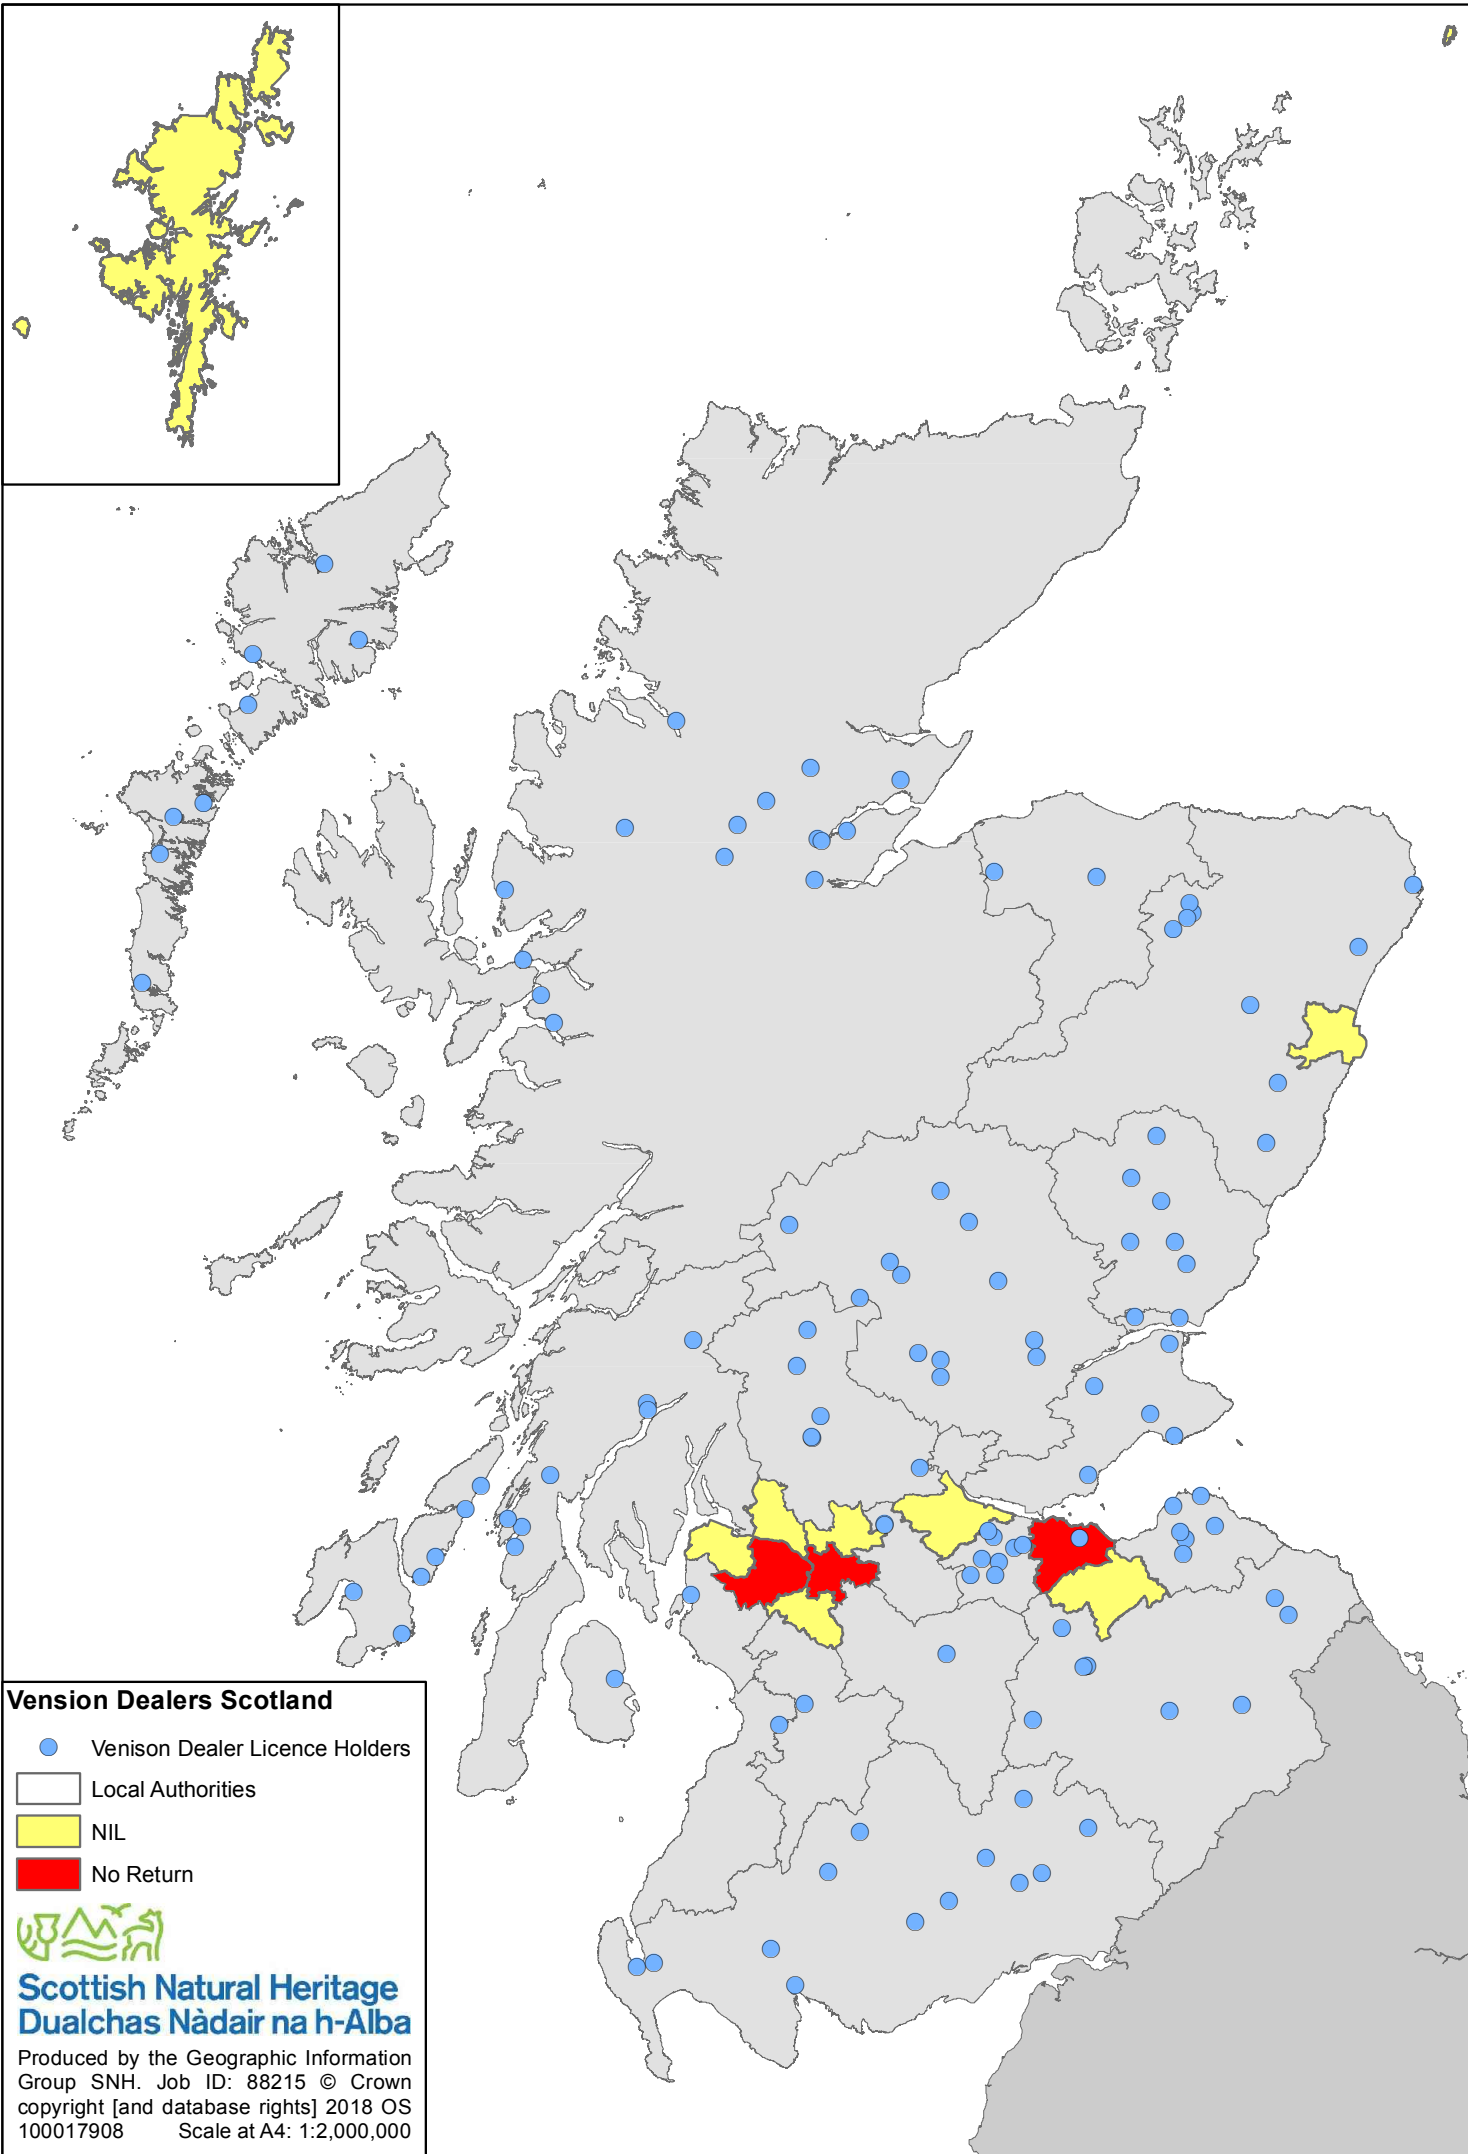 Vension Dealers Scotland
Venison Dealer Licence Holders
Local Authorities
NIL
No Return
Scottish Natural Heritage
Dualchas Nàdair na h-Alba
Produced by the Geographic Information
Group SNH. Job ID: 88215 © Crown
copyright [and database rights] 2018 OS
100017908 Scale at A4: 1:2,000,000